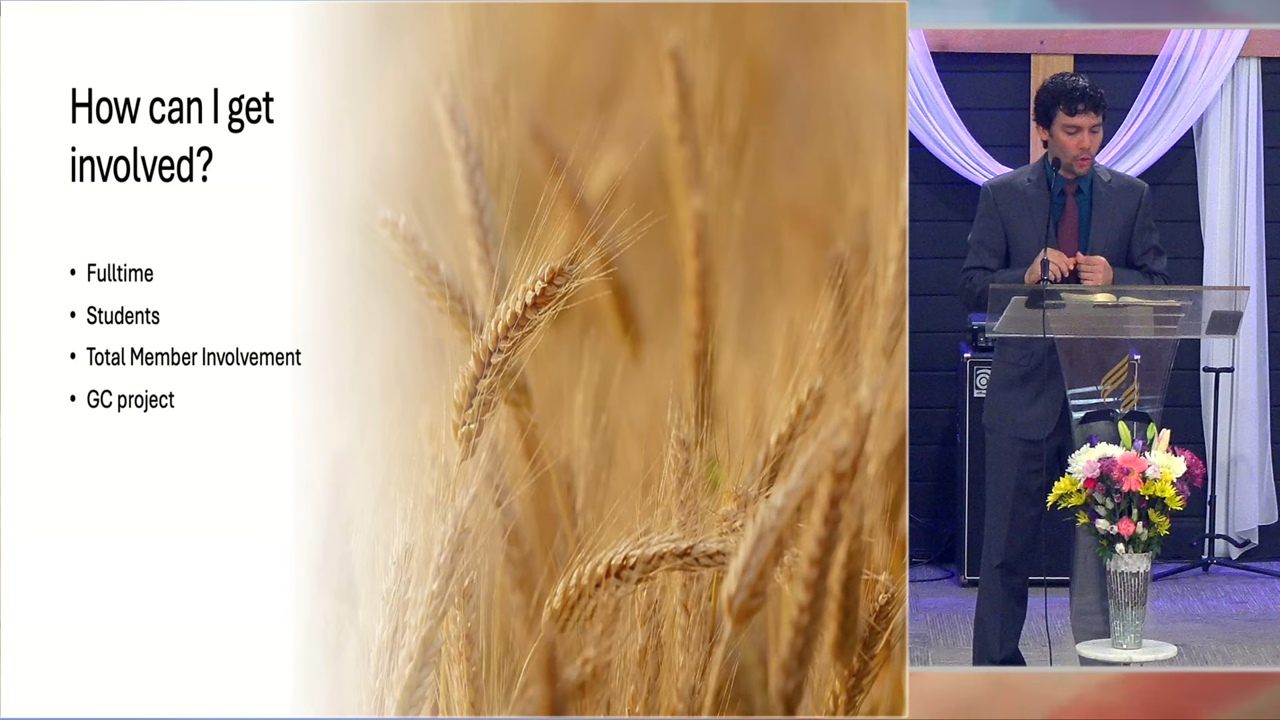 How can I get
involved?
• Fulltime
• Students
• Total Member Involvement
• GC project